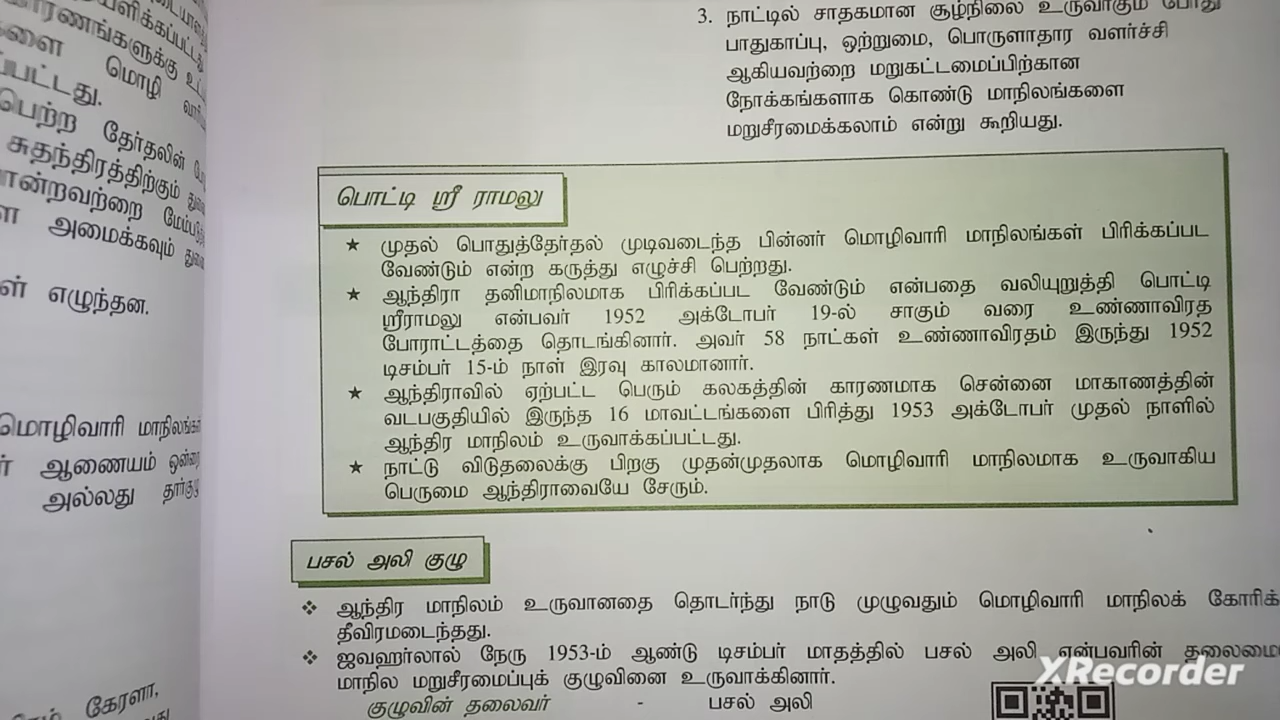 மொழி
ப்பட்டது.
பெற்ற தேர்தலின்
சுதந்திரத்திற்கும்
ான்றவற்றை
அமைக்கவும்
ள் எழுந்தன.
மொழிவாரி
ர் ஆணையம் ஒன்றை
அல்லது தார்குழு
கேரளா,
3. நாட்டில் சாதகமான சூழ்நிலை உருவாகும் போது
பாதுகாப்பு, ஒற்றுமை, பொருளாதார வளர்ச்சி
ஆகியவற்றை மறுகட்டமைப்பிற்கான
நோக்கங்களாக கொண்டு மாநிலங்களை
மறுசீரமைக்கலாம் என்று கூறியது.
பொட்டி ஸ்ரீ ராமலு
★ முதல் பொதுத்தேர்தல் முடிவடைந்த பின்னர் மொழிவாரி மாநிலங்கள் பிரிக்கப்பட
வேண்டும் என்ற கருத்து எழுச்சி பெற்றது.
★ ஆந்திரா தனிமாநிலமாக பிரிக்கப்பட வேண்டும் என்பதை வலியுறுத்தி பொட்டி
ஸ்ரீராமலு என்பவர் 1952 அக்டோபர் 19-ல் சாகும் வரை உண்ணாவிரத
போராட்டத்தை தொடங்கினார். அவர் 58 நாட்கள் உண்ணாவிரதம் இருந்து 1952
டிசம்பர் 15-ம் நாள் இரவு காலமானார்.
★ ஆந்திராவில் ஏற்பட்ட பெரும் கலகத்தின் காரணமாக சென்னை மாகாணத்தின்
வடபகுதியில் இருந்த 16 மாவட்டங்களை பிரித்து 1953 அக்டோபர் முதல் நாளில்
ஆந்திர மாநிலம் உருவாக்கப்பட்டது.
★ நாட்டு விடுதலைக்கு பிறகு முதன்முதலாக மொழிவாரி மாநிலமாக உருவாகிய
பெருமை ஆந்திராவையே சேரும்.
பசல் அலி குழு
❖ ஆந்திர மாநிலம் உருவானதை தொடர்ந்து நாடு முழுவதும் மொழிவாரி மாநிலக் கோரிக்
தீவிரமடைந்தது.
❖ ஜவஹர்லால் நேரு 1953-ம் ஆண்டு டிசம்பர் மாதத்தில் பசல் அலி என்பவரின் தலைமை
மாநில மறுசீரமைப்புக் குழுவினை உருவாக்கினார்.
குழுவின் தலைவர் - பசல் அலி
XRecorder